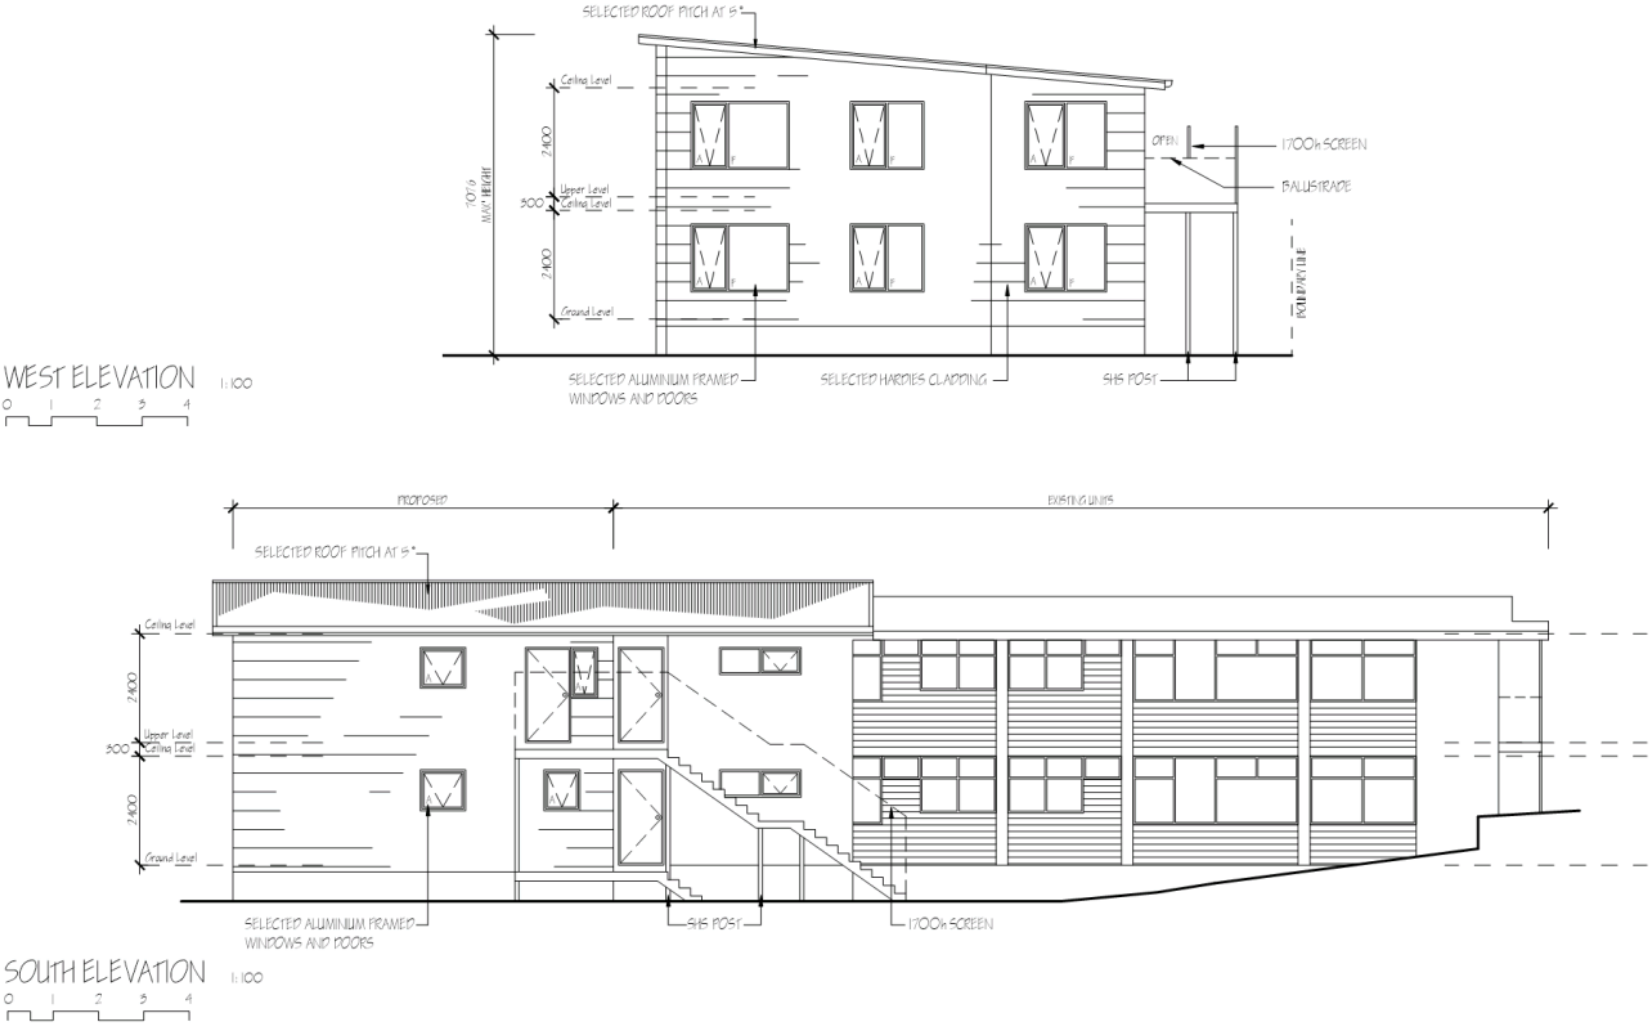 SELECTED ROOF PITCH AT 5°
Ceiling Level
2400
OPEN
1700h SCREEN
BALUSTRADE
7076
MAX HEIGHT
Upper Level
300
Ceiling Level
2400
BOUNDARY LINE
Ground Level
WEST ELEVATION 1:100
SELECTED ALUMINIUM FRAMED
WINDOWS AND DOORS
SELECTED HARDIES CLADDING
SHS POST
0 1 2 3 4
A F
A F
A F
A F
A F
A F
PROPOSED
EXISTING UNITS
SELECTED ROOF PITCH AT 5°
Ceiling Level
2400
A
A
Upper Level
300
Ceiling Level
2400
A
A
Ground Level
SELECTED ALUMINIUM FRAMED
WINDOWS AND DOORS
SHS POST
1700h SCREEN
SOUTH ELEVATION 1:100
0 1 2 3 4